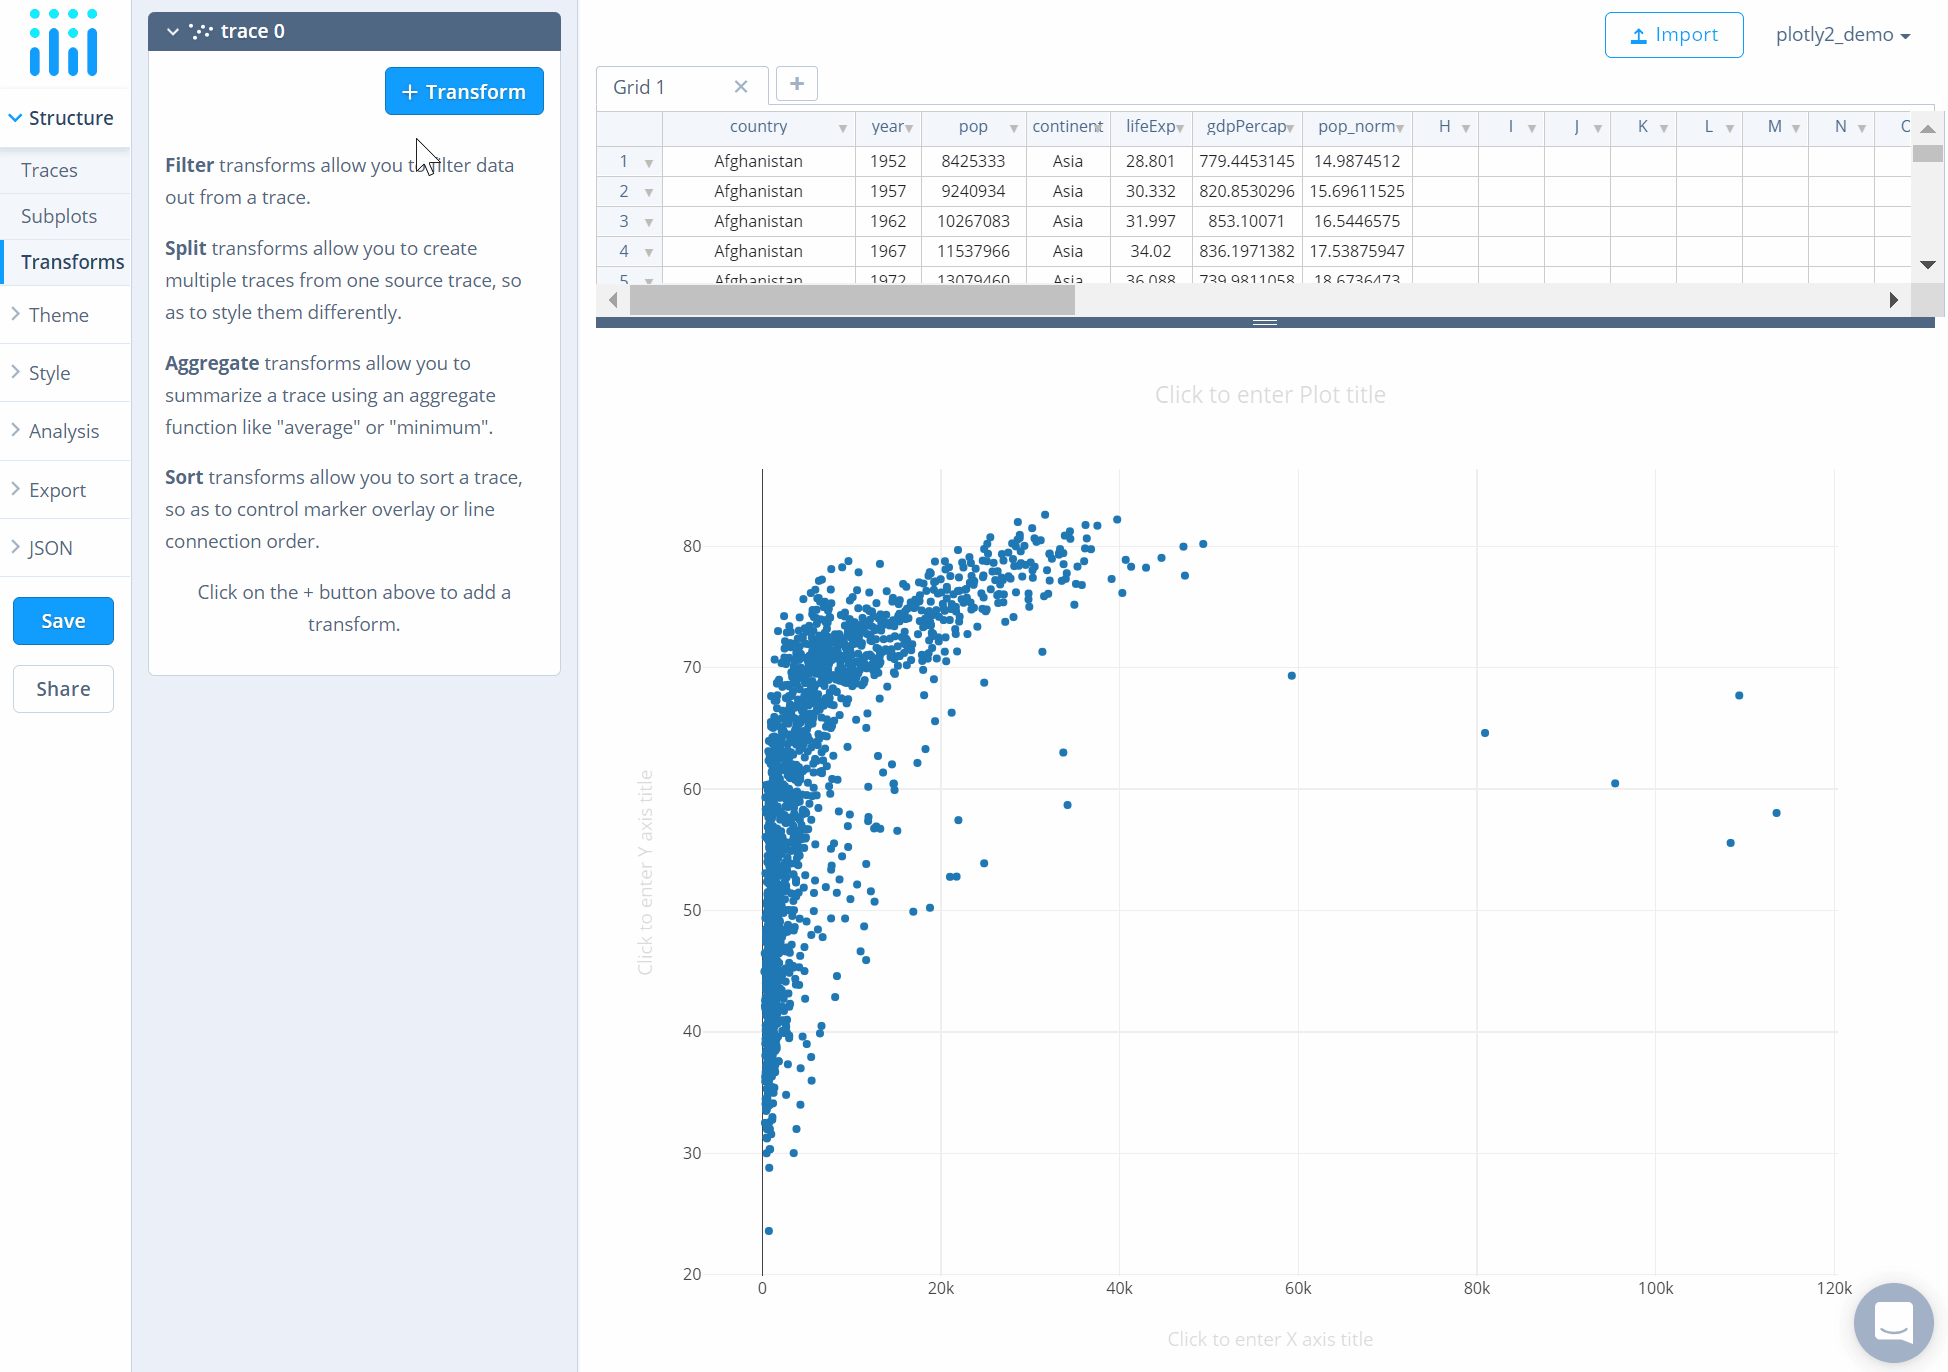 Structure
Traces
Subplots
Transforms
Theme
Style
Analysis
Export
JSON
Save
Share
trace 0
+ Transform
Filter transforms allow you to filter data
out from a trace.
Split transforms allow you to create
multiple traces from one source trace, so
as to style them differently.
Aggregate transforms allow you to
summarize a trace using an aggregate
function like "average" or "minimum".
Sort transforms allow you to sort a trace,
so as to control marker overlay or line
connection order.
Click on the + button above to add a
transform.
Import
plotly2_demo
Grid 1
+
country year pop continent lifeExp gdpPercap pop_norm H I J K L M N O
1 Afghanistan 1952 8425333 Asia 28.801 779.4453145 14.9874512
2 Afghanistan 1957 9240934 Asia 30.332 820.8530296 15.69611525
3 Afghanistan 1962 10267083 Asia 31.997 853.10071 16.5446575
4 Afghanistan 1967 11537966 Asia 34.02 836.1971382 17.53875947
5 Afghanistan 1972 13079460 Asia 36.088 739.9811058 18.6736473
Click to enter Plot title
Click to enter Y axis title
80
70
60
50
40
30
20
0 20k 40k 60k 80k 100k 120k
Click to enter X axis title